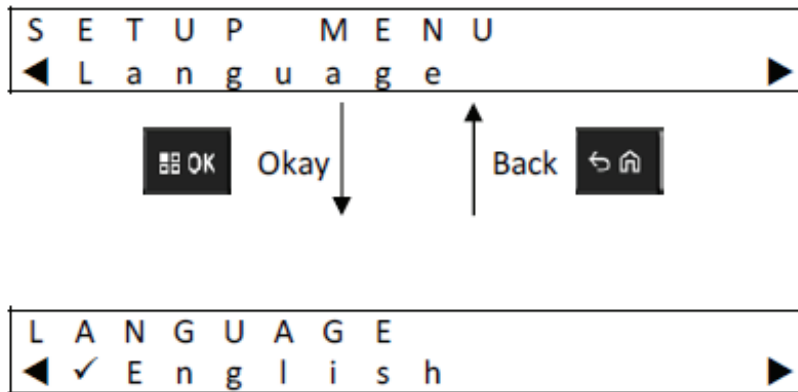 SETUP MENU
◀ Language ▶
OK Okay Back
LANGUAGE
◀ ✓ English ▶